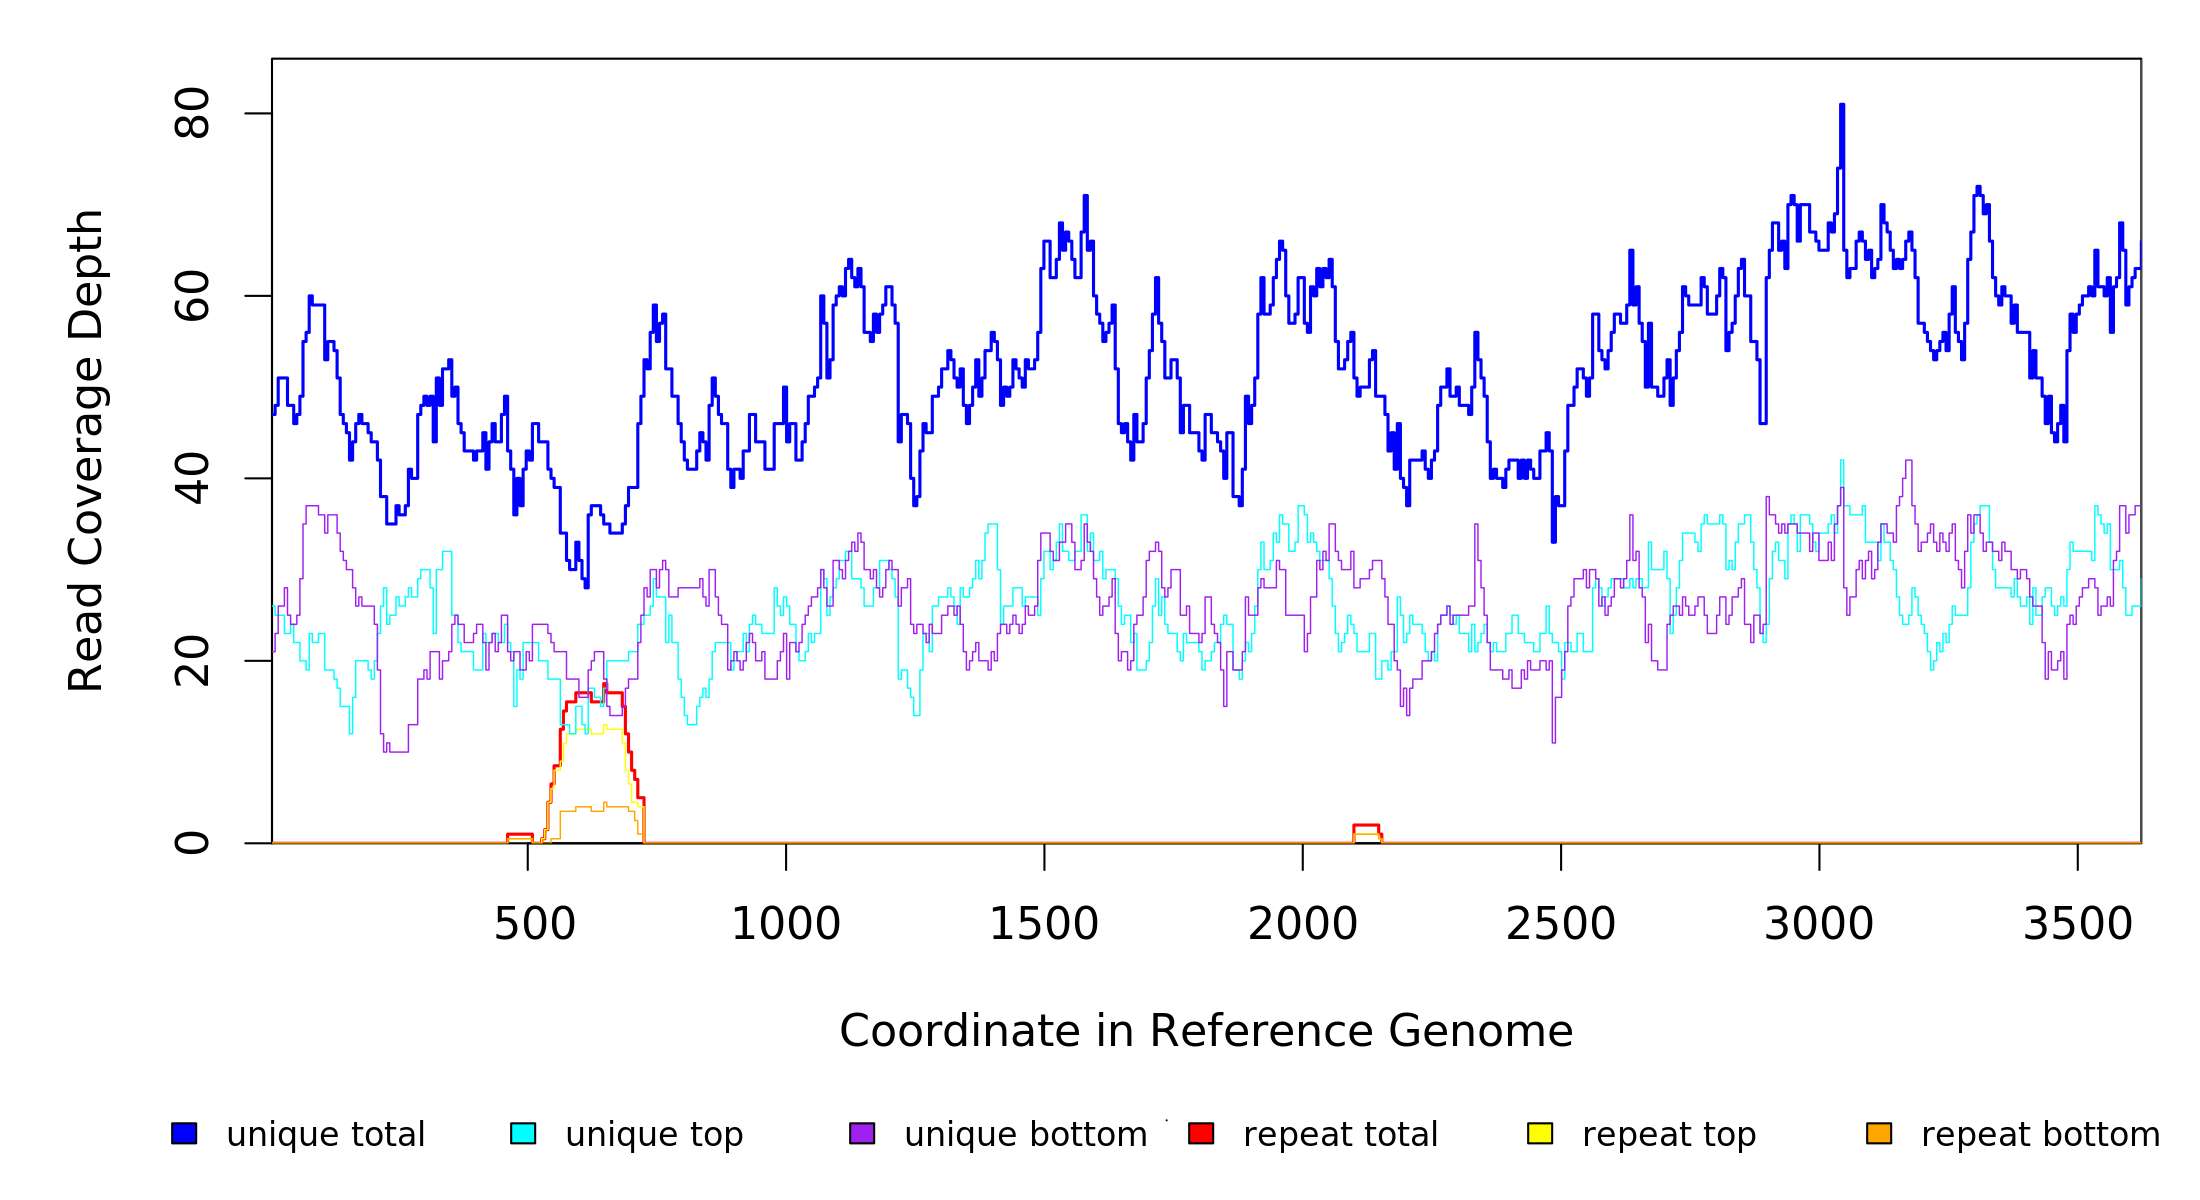 Read Coverage Depth
80
60
40
20
0
500 1000 1500 2000 2500 3000 3500
Coordinate in Reference Genome
unique total unique top unique bottom repeat total repeat top repeat bottom